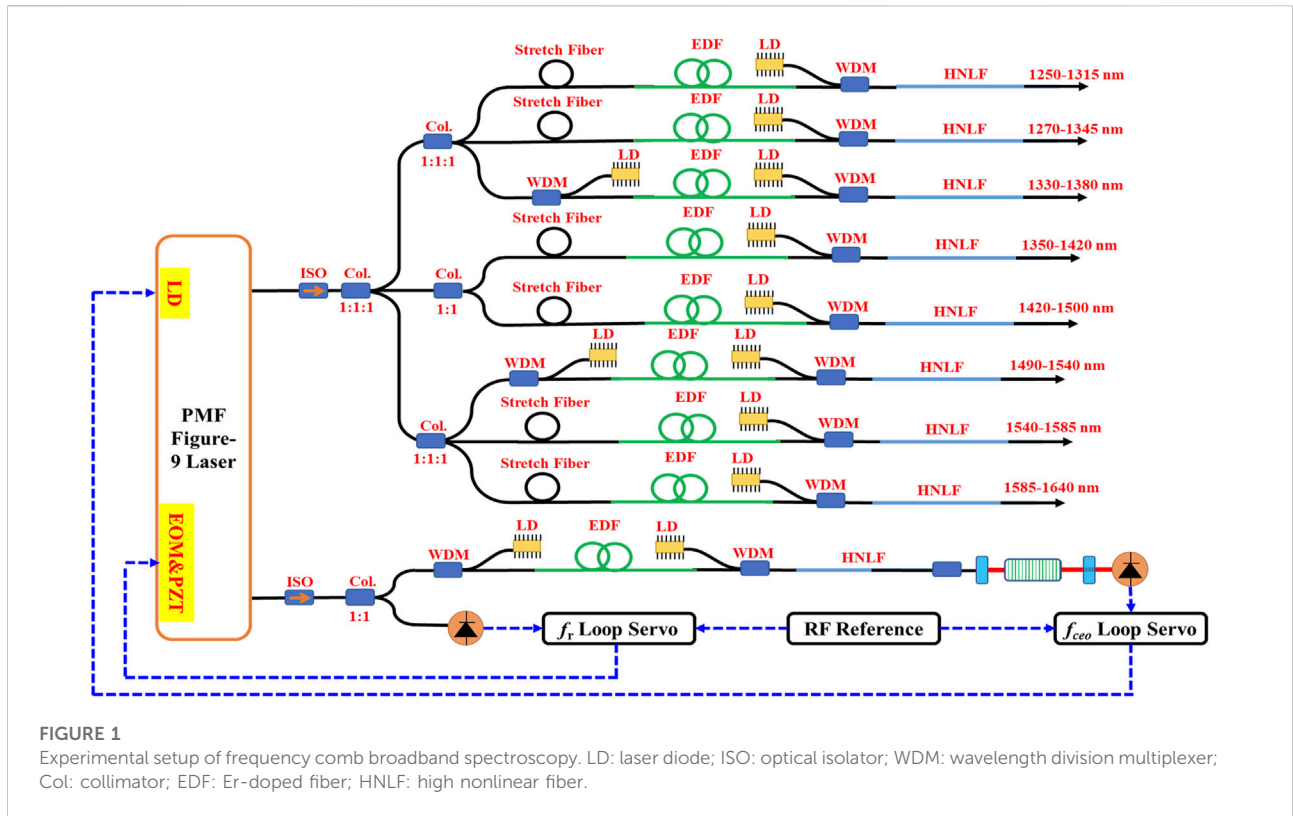 Stretch Fiber EDF LD WDM HNLF 1250-1315 nm
Stretch Fiber EDF LD WDM HNLF 1270-1345 nm
Col.
1:1:1
WDM LD EDF LD WDM HNLF 1330-1380 nm
Stretch Fiber EDF LD WDM HNLF 1350-1420 nm
LD
ISO
Col.
1:1:1
Col.
1:1
Stretch Fiber EDF LD WDM HNLF 1420-1500 nm
WDM LD EDF LD WDM HNLF 1490-1540 nm
PMF
Figure-
9 Laser
Col.
1:1:1
Stretch Fiber EDF LD WDM HNLF 1540-1585 nm
Stretch Fiber EDF LD WDM HNLF 1585-1640 nm
EOM&PZT
ISO
Col.
1:1
WDM LD EDF LD WDM HNLF
fr Loop Servo
RF Reference
fceo Loop Servo
FIGURE 1
Experimental setup of frequency comb broadband spectroscopy. LD: laser diode; ISO: optical isolator; WDM: wavelength division multiplexer;
Col: collimator; EDF: Er-doped fiber; HNLF: high nonlinear fiber.